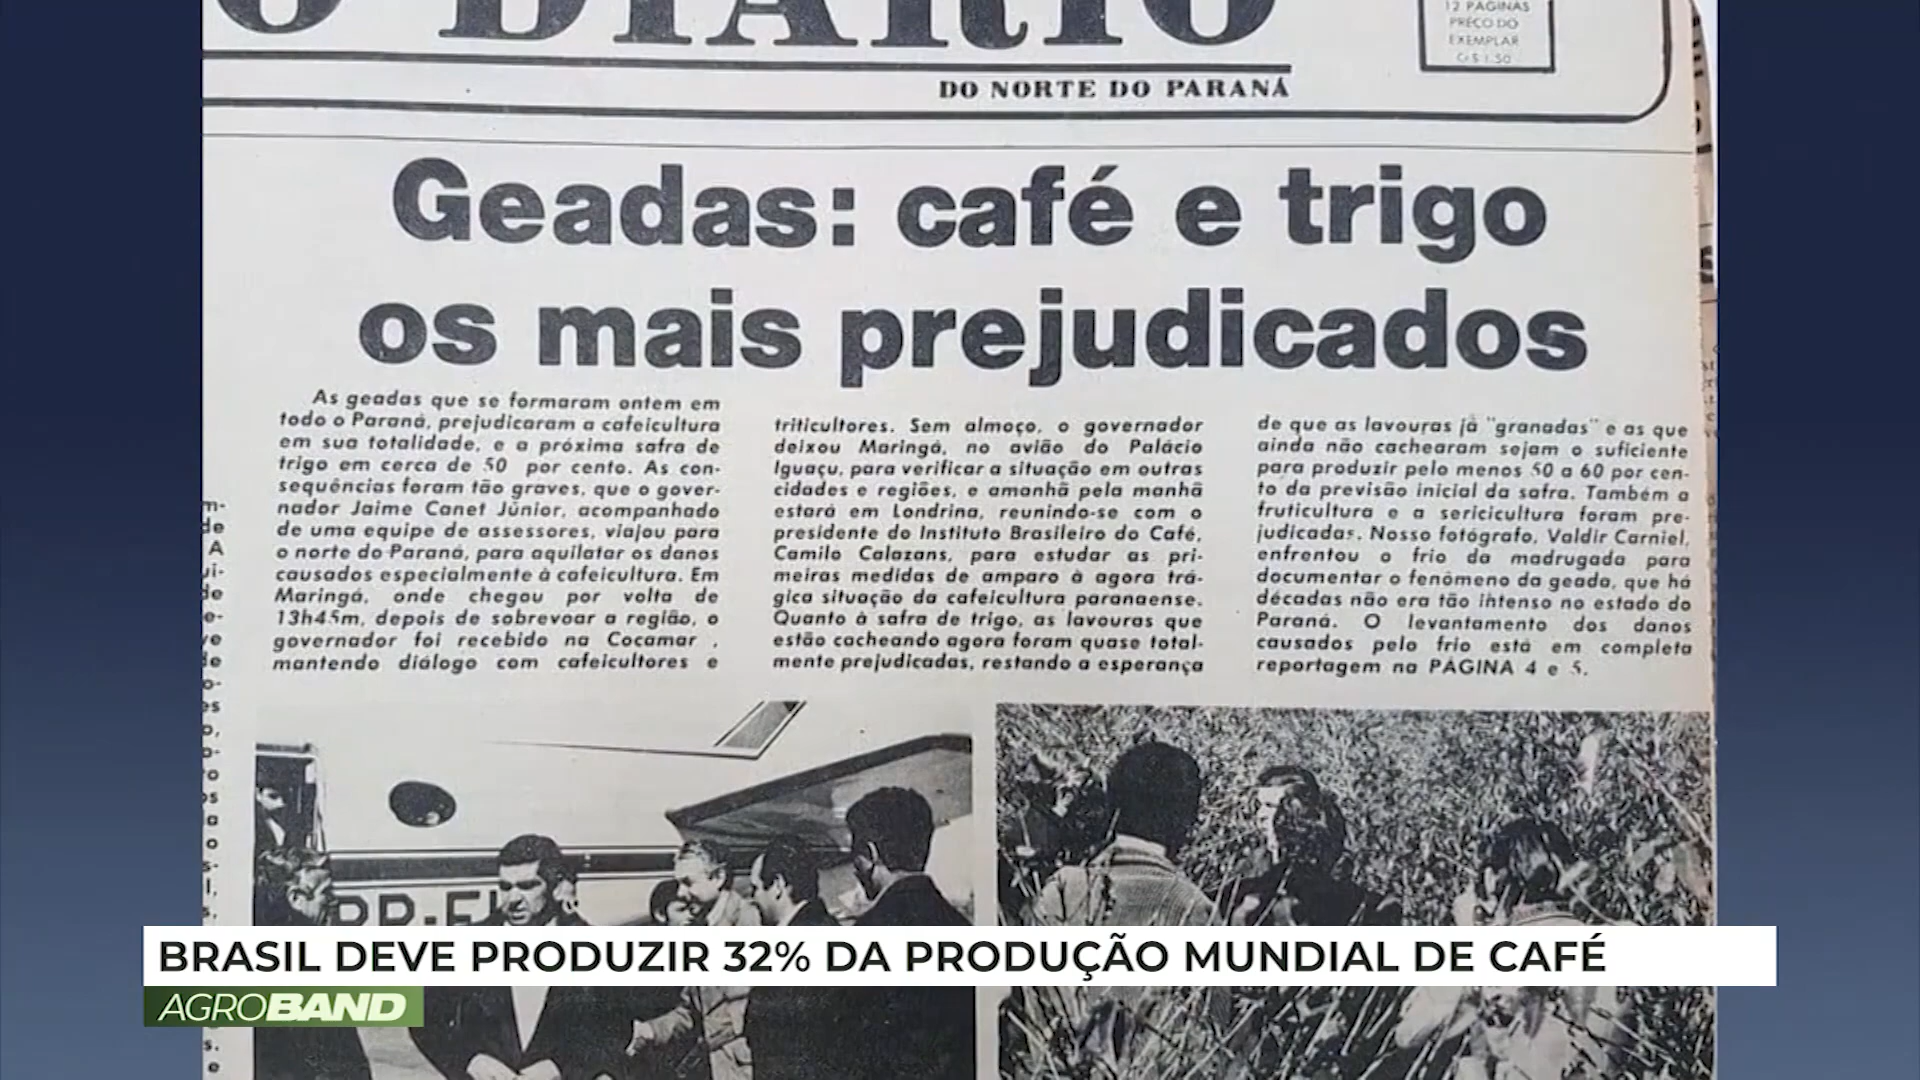 O DIÁRIO
DO NORTE DO PARANÁ
12 PÁGINAS
PREÇO DO
EXEMPLAR
Cr$ 1,50
Geadas: café e trigo
os mais prejudicados
As geadas que se formaram ontem em
todo o Paraná, prejudicaram a cafeicultura
em sua totalidade, e a próxima safra de
trigo em cerca de 50 por cento. As con-
sequências foram tão graves, que o gover-
nador Jaime Canet Júnior, acompanhado
de uma equipe de assessores, viajou para
o norte do Paraná, para aquilatar os danos
causados especialmente à cafeicultura. Em
Maringá, onde chegou por volta de
13h45m, depois de sobrevoar a região, o
governador foi recebido na Cocamar ,
mantendo diálogo com cafeicultores e
triticultores. Sem almoço, o governador
deixou Maringá, no avião do Palácio
Iguaçu, para verificar a situação em outras
cidades e regiões, e amanhã pela manhã
estará em Londrina, reunindo-se com o
presidente do Instituto Brasileiro do Café,
Camilo Calazans, para estudar as pri-
meiras medidas de amparo à agora trá-
gica situação da cafeicultura paranaense.
Quanto à safra de trigo, as lavouras que
estão cacheando agora foram quase total-
mente prejudicadas, restando a esperança
de que as lavouras já "granadas" e as que
ainda não cachearam sejam o suficiente
para produzir pelo menos 50 a 60 por cen-
to da previsão inicial da safra. Também a
fruticultura e a sericicultura foram pre-
judicadas. Nosso fotógrafo, Valdir Carniel,
enfrentou o frio da madrugada para
documentar o fenômeno da geada, que há
décadas não era tão intenso no estado do
Paraná. O levantamento dos danos
causados pelo frio está em completa
reportagem na PÁGINA 4 e 5.
BRASIL DEVE PRODUZIR 32% DA PRODUÇÃO MUNDIAL DE CAFÉ
AGROBAND